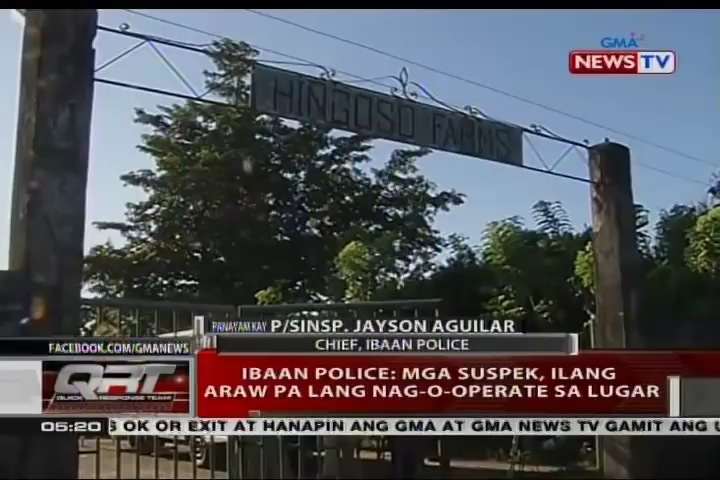 HINGOSO FARMS
GMA
NEWS TV
PANAYAM KAY P/SINSP. JAYSON AGUILAR
CHIEF, IBAAN POLICE
FACEBOOK.COM/GMANEWS
QRT
QUICK RESPONSE TEAM
IBAAN POLICE: MGA SUSPEK, ILANG
ARAW PA LANG NAG-O-OPERATE SA LUGAR
05:20
S OK OR EXIT AT HANAPIN ANG GMA AT GMA NEWS TV GAMIT ANG